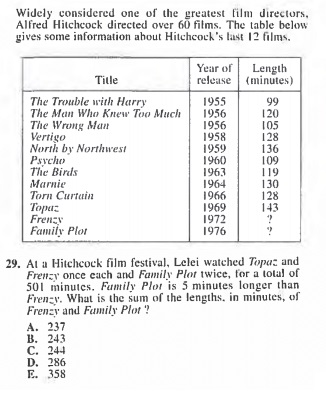 Widely considered one of the greatest film directors,
Alfred Hitchcock directed over 60 films. The table below
gives some information about Hitchcock's last 12 films.
Title Year of release Length (minutes)
The Trouble with Harry 1955 99
The Man Who Knew Too Much 1956 120
The Wrong Man 1956 105
Vertigo 1958 128
North by Northwest 1959 136
Psycho 1960 109
The Birds 1963 119
Marnie 1964 130
Torn Curtain 1966 128
Topaz 1969 143
Frenzy 1972 ?
Family Plot 1976 ?
29. At a Hitchcock film festival, Lelei watched Topaz and
Frenzy once each and Family Plot twice, for a total of
501 minutes. Family Plot is 5 minutes longer than
Frenzy. What is the sum of the lengths, in minutes, of
Frenzy and Family Plot ?
A. 237
B. 243
C. 244
D. 286
E. 358